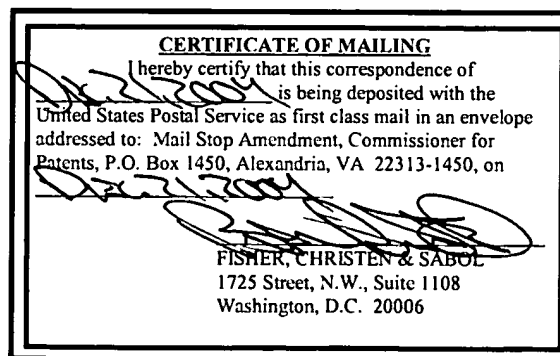 CERTIFICATE OF MAILING
I hereby certify that this correspondence of
is being deposited with the
United States Postal Service as first class mail in an envelope
addressed to: Mail Stop Amendment, Commissioner for
Patents, P.O. Box 1450, Alexandria, VA 22313-1450, on
FISHER, CHRISTEN & SABOL
1725 Street, N.W., Suite 1108
Washington, D.C. 20006